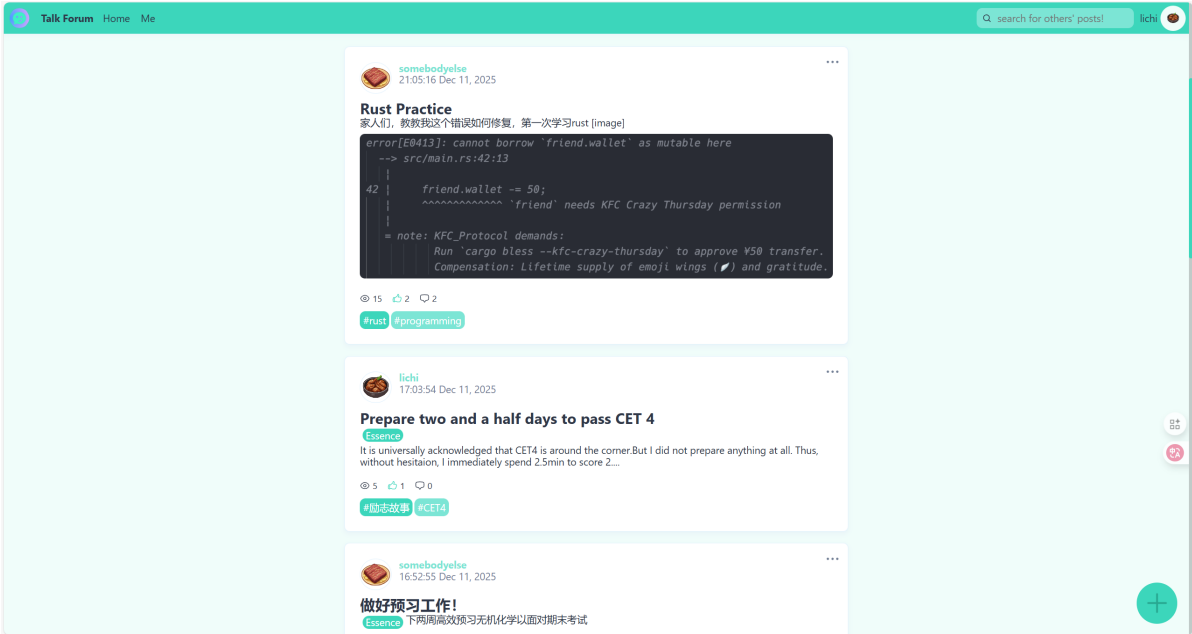 Talk Forum Home Me search for others' posts! lichi
somebodyelse
21:05:16 Dec 11, 2025
Rust Practice
家人们，教教我这个错误如何修复，第一次学习rust [image]
error[E0413]: cannot borrow `friend.wallet` as mutable here
--> src/main.rs:42:13
|
42 | friend.wallet -= 50;
| ^^^^^^^^^^^^^ `friend` needs KFC Crazy Thursday permission
|
= note: KFC_Protocol demands:
Run `cargo bless --kfc-crazy-thursday` to approve ¥50 transfer.
Compensation: Lifetime supply of emoji wings (🪶) and gratitude.
15 2 2
#rust #programming
lichi
17:03:54 Dec 11, 2025
Prepare two and a half days to pass CET 4
Essence
It is universally acknowledged that CET4 is around the corner.But I did not prepare anything at all. Thus,
without hesitaion, I immediately spend 2.5min to score 2....
5 1 0
#励志故事 #CET4
somebodyelse
16:52:55 Dec 11, 2025
做好预习工作！
Essence 下两周高效预习无机化学以面对期末考试